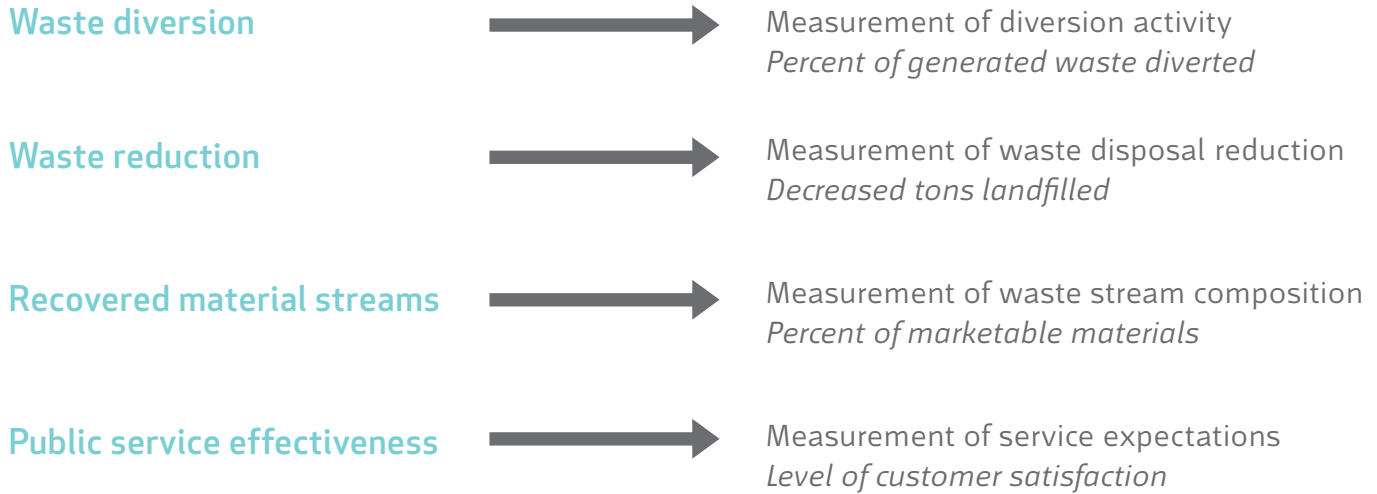 Waste diversion
Measurement of diversion activity
Percent of generated waste diverted
Waste reduction
Measurement of waste disposal reduction
Decreased tons landfilled
Recovered material streams
Measurement of waste stream composition
Percent of marketable materials
Public service effectiveness
Measurement of service expectations
Level of customer satisfaction